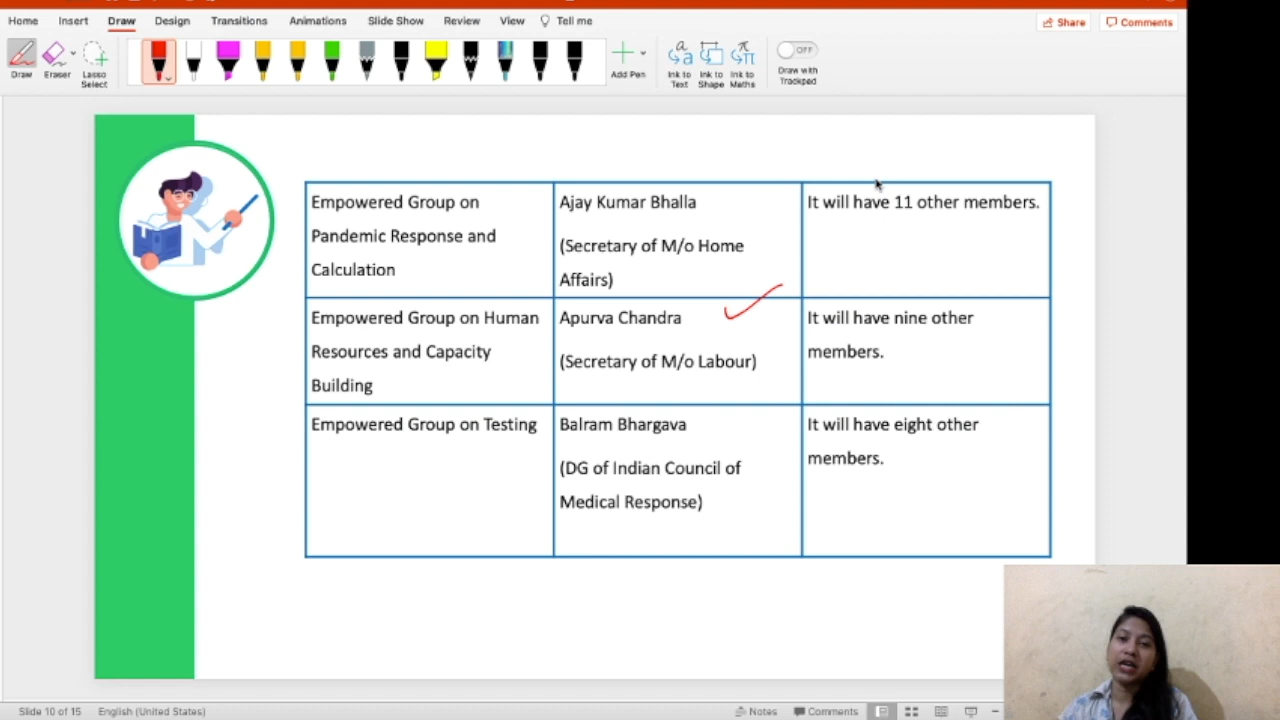 Home Insert Draw Design Transitions Animations Slide Show Review View Tell me Share Comments
Draw Eraser Lasso Select Add Pen Ink to Text Ink to Shape Ink to Maths OFF Draw with Trackpad
Empowered Group on
Pandemic Response and
Calculation
Ajay Kumar Bhalla
(Secretary of M/o Home
Affairs)
It will have 11 other members.
Empowered Group on Human
Resources and Capacity
Building
Apurva Chandra
(Secretary of M/o Labour)
It will have nine other
members.
Empowered Group on Testing
Balram Bhargava
(DG of Indian Council of
Medical Response)
It will have eight other
members.
Slide 10 of 15 English (United States) Notes Comments